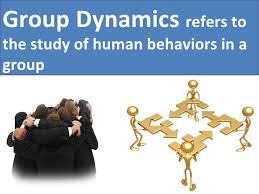 Group Dynamics refers to
the study of human behaviors in a
group